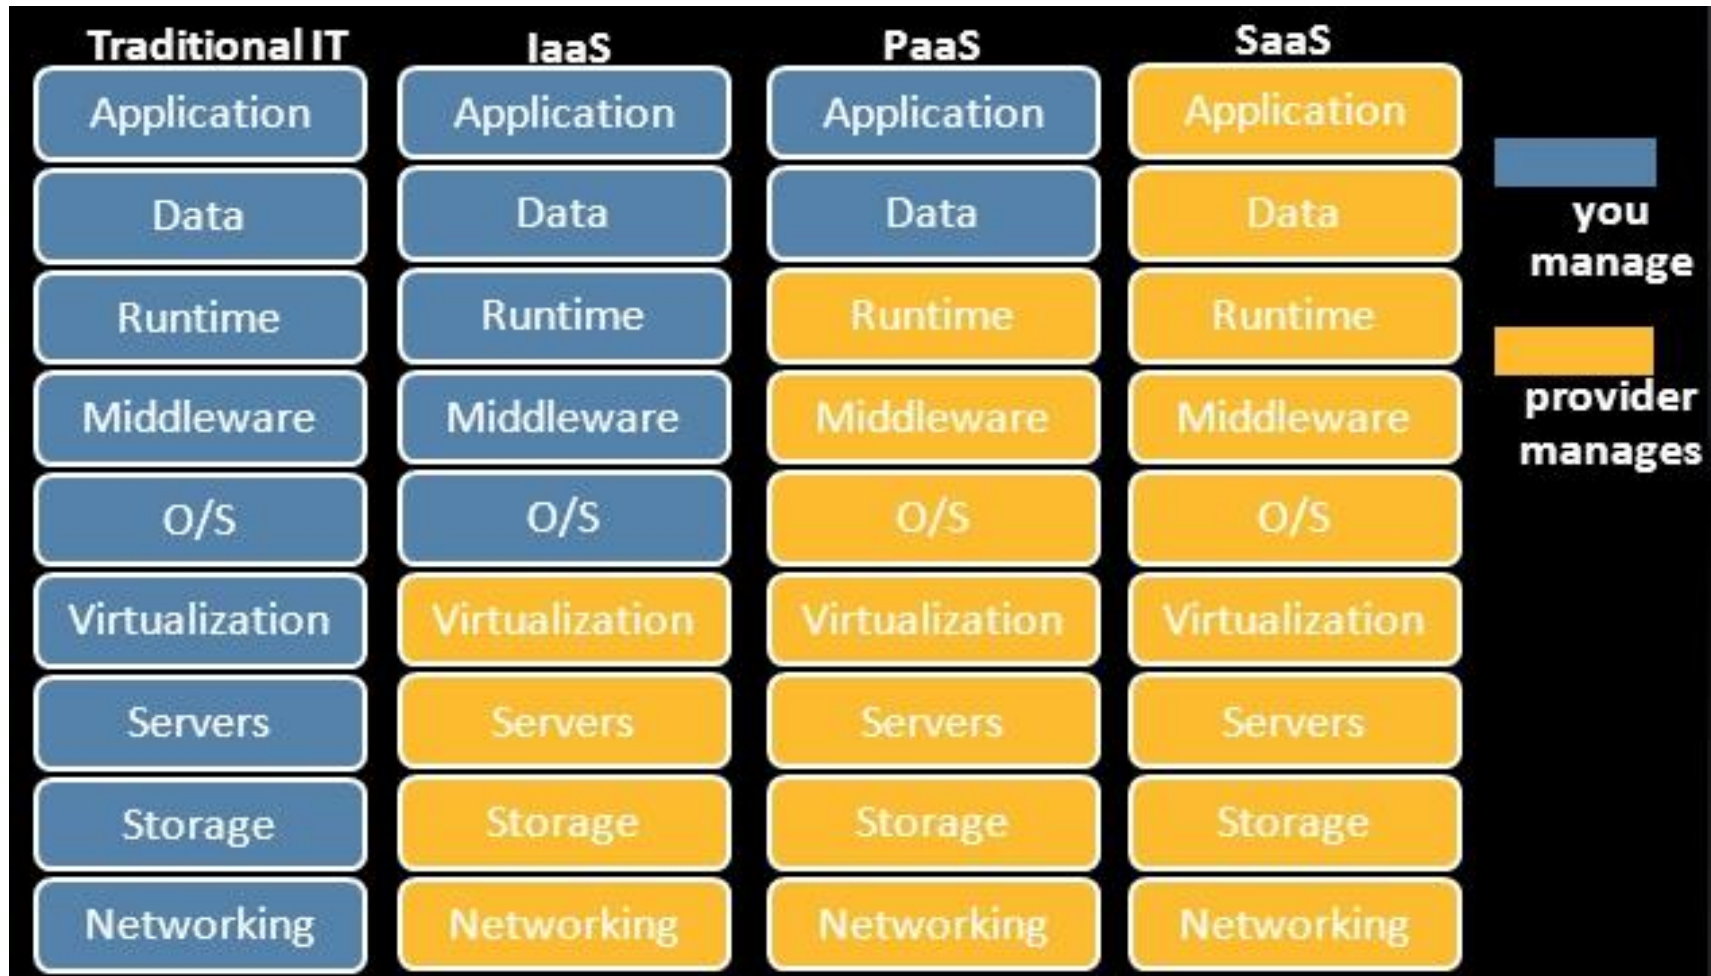 Traditional IT
IaaS
PaaS
SaaS
Application
Application
Application
Application
Data
Data
Data
Data
Runtime
Runtime
Runtime
Runtime
Middleware
Middleware
Middleware
Middleware
O/S
O/S
O/S
O/S
Virtualization
Virtualization
Virtualization
Virtualization
Servers
Servers
Servers
Servers
Storage
Storage
Storage
Storage
Networking
Networking
Networking
Networking
you
manage
provider
manages